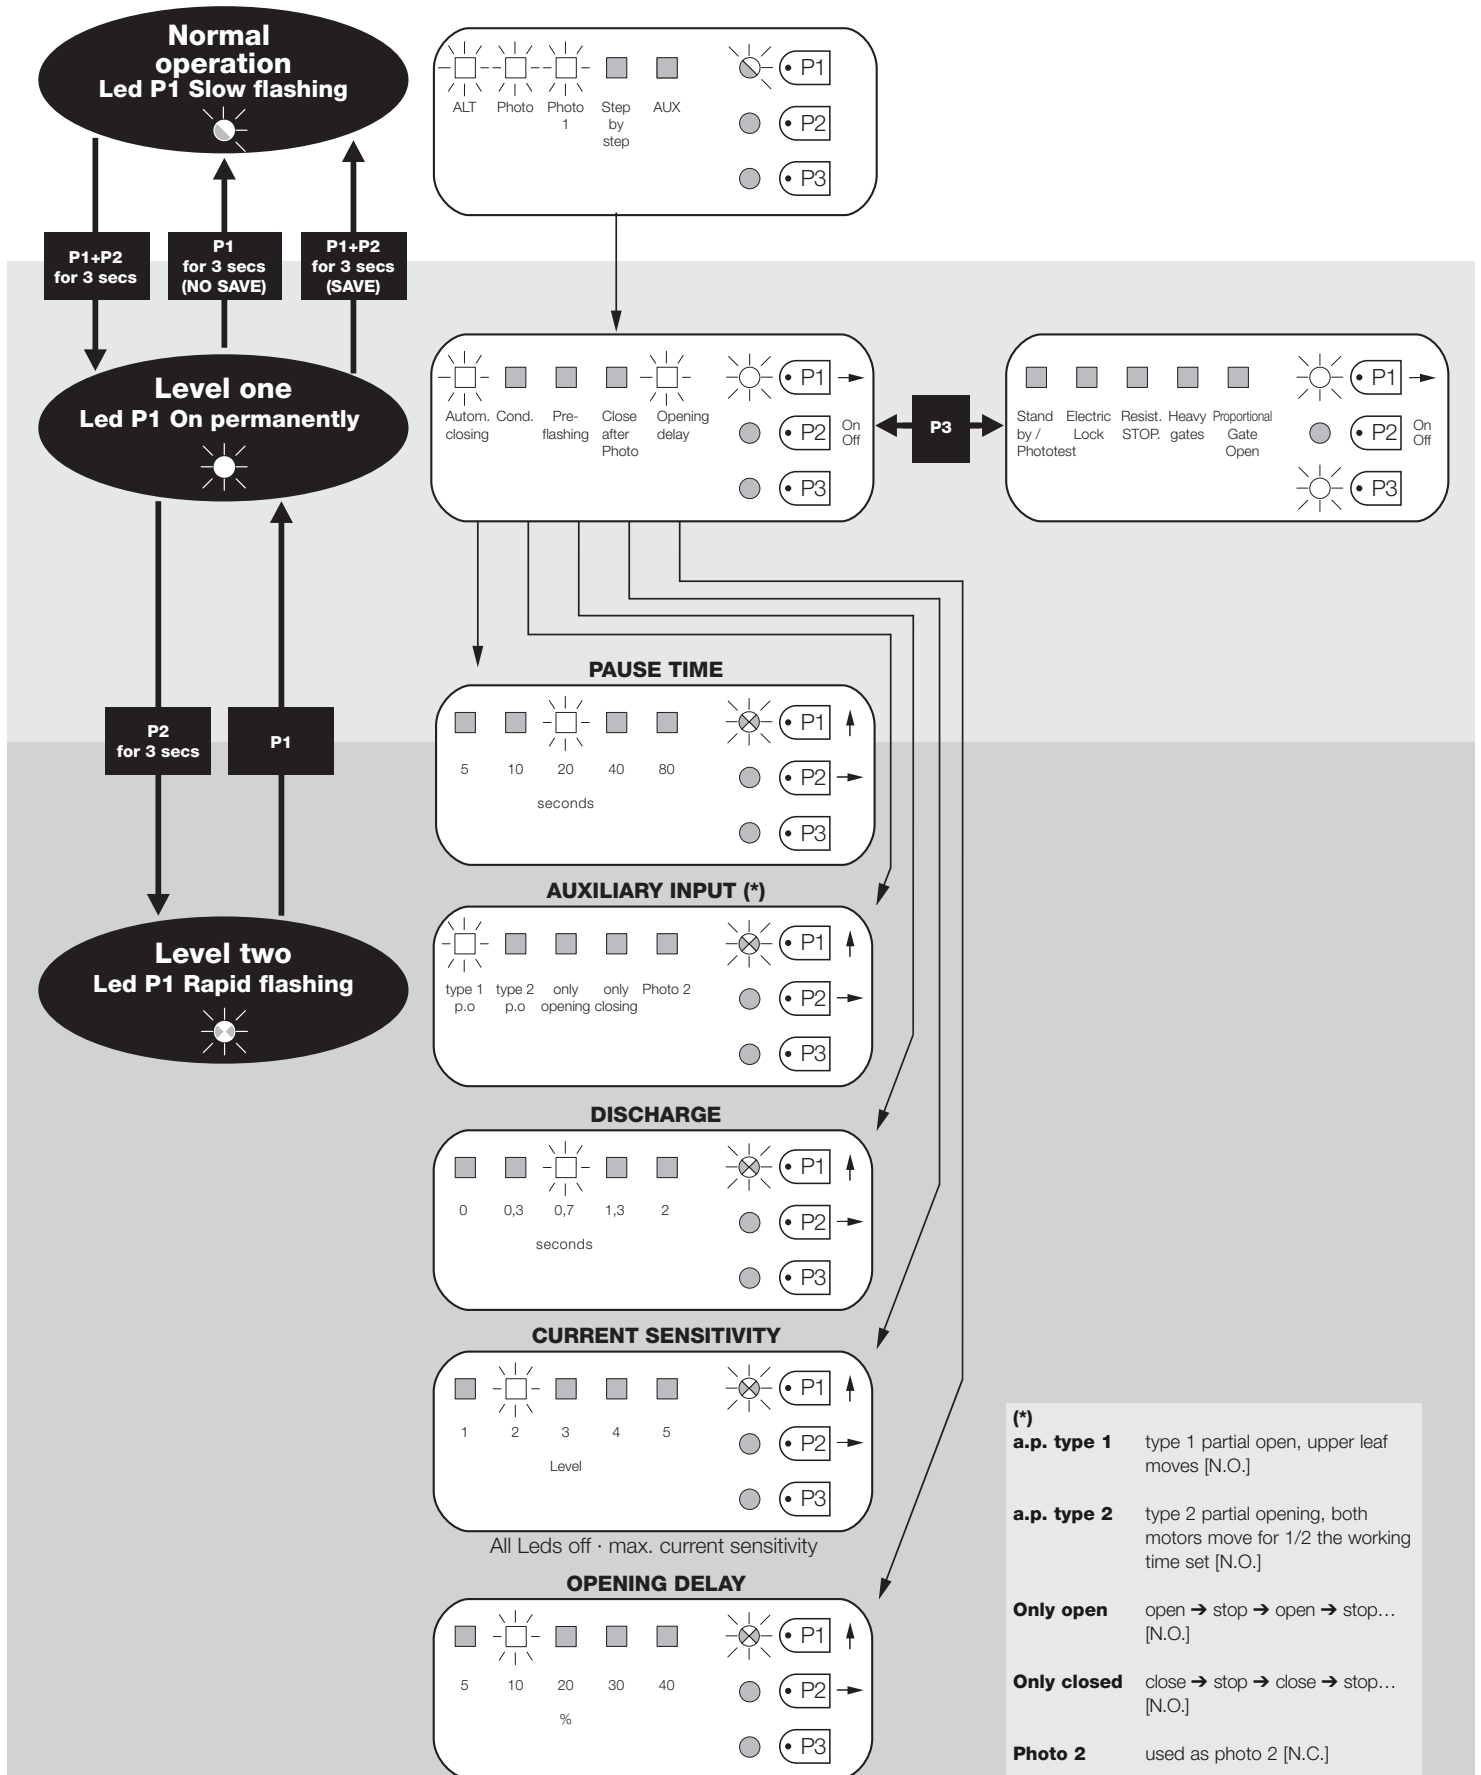 Normal
operation
Led P1 Slow flashing
ALT Photo Photo 1 Step by step AUX
P1
P2
P3
P1+P2
for 3 secs
P1
for 3 secs
(NO SAVE)
P1+P2
for 3 secs
(SAVE)
Level one
Led P1 On permanently
Autom. closing Cond. Pre-flashing Close after Photo Opening delay
P1
P2 On Off
P3
P3
Stand by / Phototest Electric Lock Resist. STOP. Heavy gates Proportional Gate Open
P1
P2 On Off
P3
P2
for 3 secs
P1
Level two
Led P1 Rapid flashing
PAUSE TIME
5 10 20 40 80
seconds
P1
P2
P3
AUXILIARY INPUT (*)
type 1 p.o type 2 p.o only opening only closing Photo 2
P1
P2
P3
DISCHARGE
0 0,3 0,7 1,3 2
seconds
P1
P2
P3
CURRENT SENSITIVITY
1 2 3 4 5
Level
P1
P2
P3
All Leds off · max. current sensitivity
OPENING DELAY
5 10 20 30 40
%
P1
P2
P3
(*)
a.p. type 1 type 1 partial open, upper leaf
moves [N.O.]
a.p. type 2 type 2 partial opening, both
motors move for 1/2 the working
time set [N.O.]
Only open open ➔ stop ➔ open ➔ stop…
[N.O.]
Only closed close ➔ stop ➔ close ➔ stop…
[N.O.]
Photo 2 used as photo 2 [N.C.]